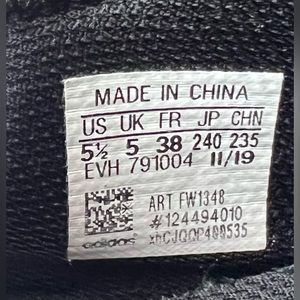 MADE IN CHINA
US UK FR JP CHN
5½ 5 38 240 235
EVH 791004 11/19
ART FW1348
#124494010
adidas